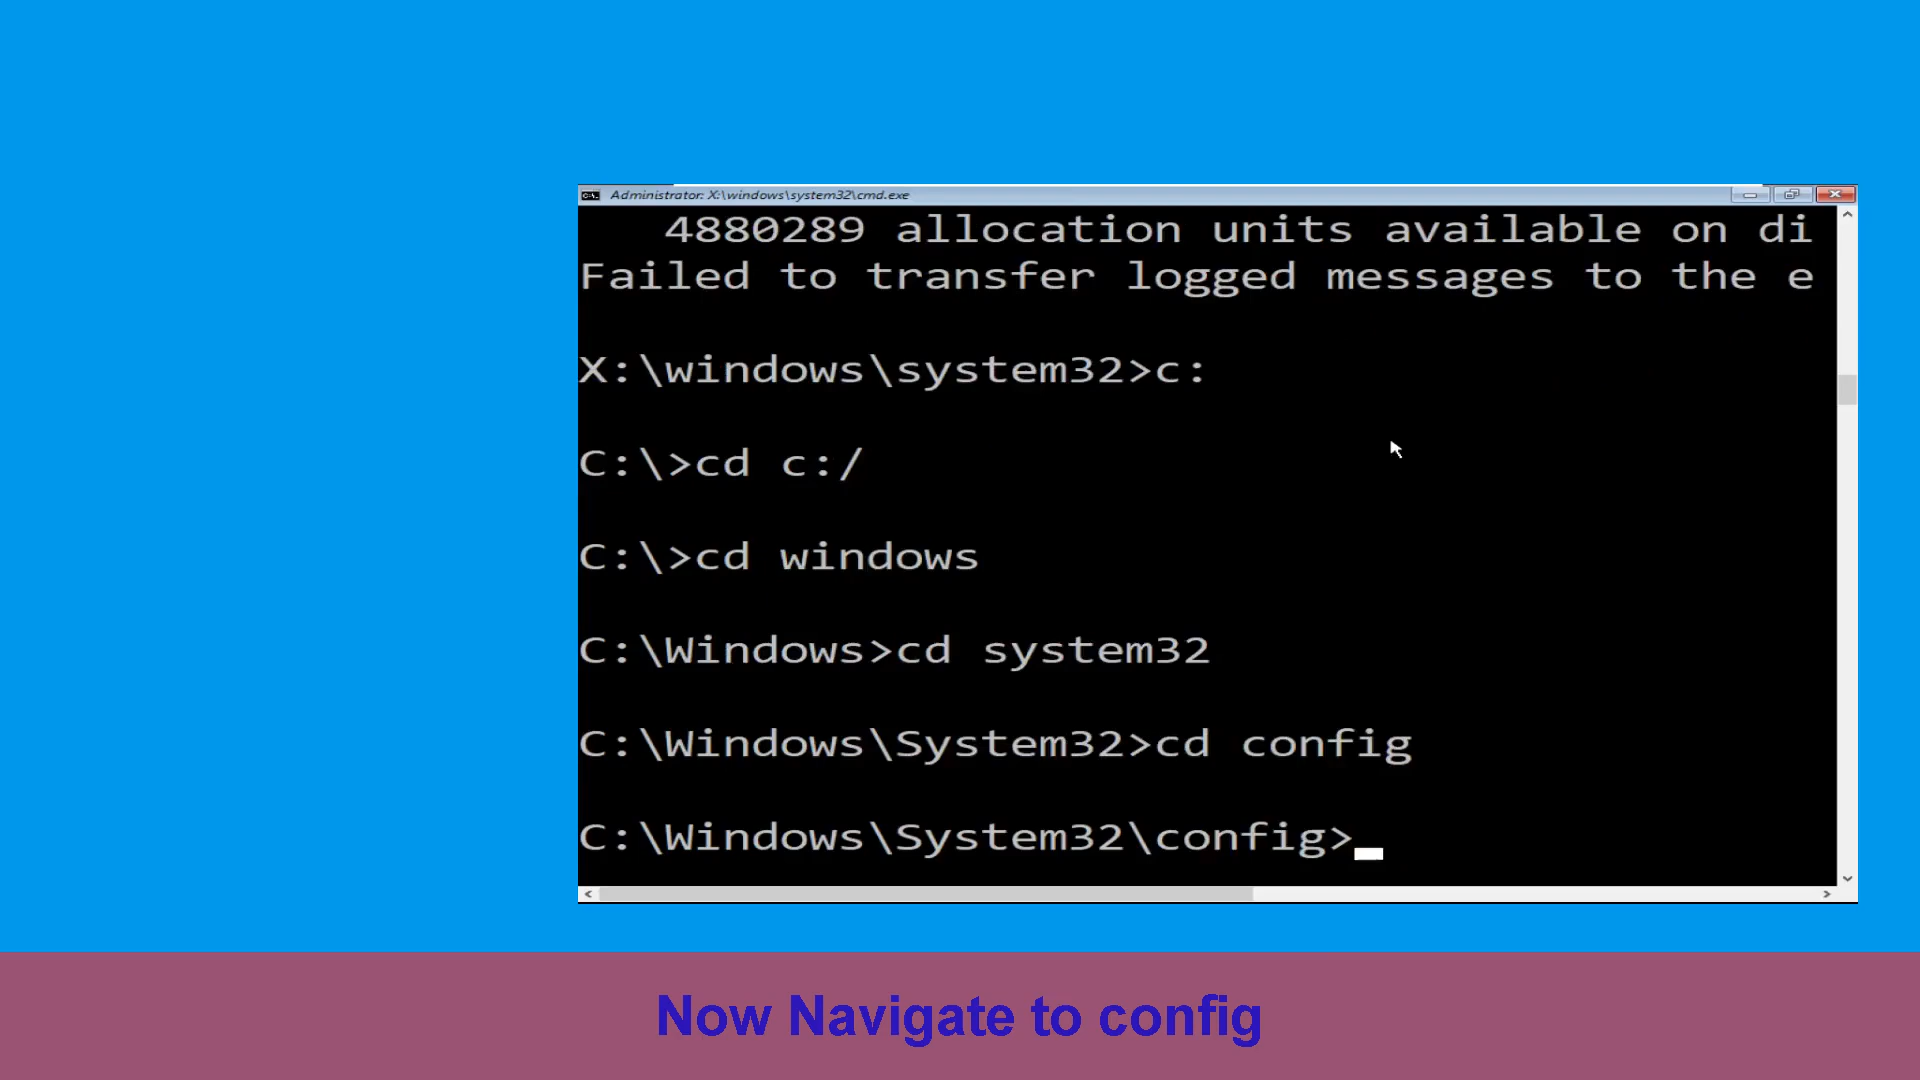 Administrator: X:\windows\system32\cmd.exe
4880289 allocation units available on di
Failed to transfer logged messages to the e
X:\windows\system32>c:
C:\>cd c:/
C:\>cd windows
C:\Windows>cd system32
C:\Windows\System32>cd config
C:\Windows\System32\config>
Now Navigate to config